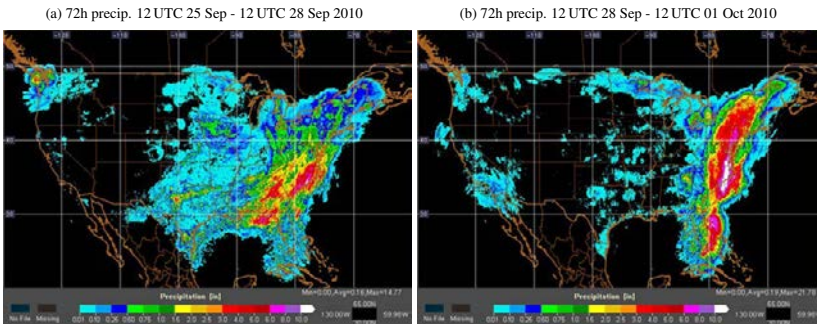 (a) 72h precip. 12 UTC 25 Sep - 12 UTC 28 Sep 2010
(b) 72h precip. 12 UTC 28 Sep - 12 UTC 01 Oct 2010
Min=0.00,Avg=0.16,Max=14.77
Precipitation [in]
65.00N
130.00W
59.98W
No File Missing 0.01 0.10 0.25 0.50 0.75 1.0 1.5 2.0 2.5 3.0 4.0 5.0 6.0 8.0 10.0
Min=0.00,Avg=0.19,Max=21.78
Precipitation [in]
65.00N
130.00W
59.98W
No File Missing 0.01 0.10 0.25 0.50 0.75 1.0 1.5 2.0 2.5 3.0 4.0 5.0 6.0 8.0 10.0